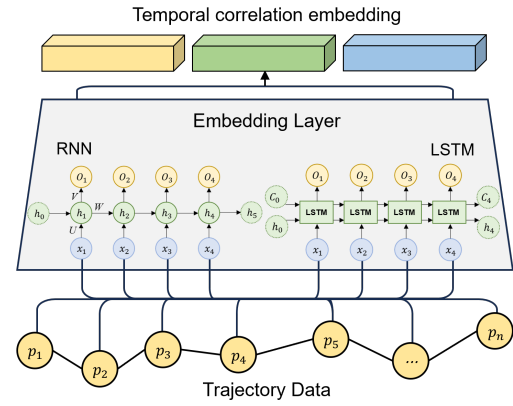 Temporal correlation embedding
Embedding Layer
RNN
LSTM
O₁ O₂ O₃ O₄
O₁ O₂ O₃ O₄
V
W
C₀ C₄
h₀ h₁ h₂ h₃ h₄ h₅
LSTM LSTM LSTM LSTM
h₀ h₄
U
x₁ x₂ x₃ x₄
x₁ x₂ x₃ x₄
p₁ p₂ p₃ p₄ p₅ ... pₙ
Trajectory Data